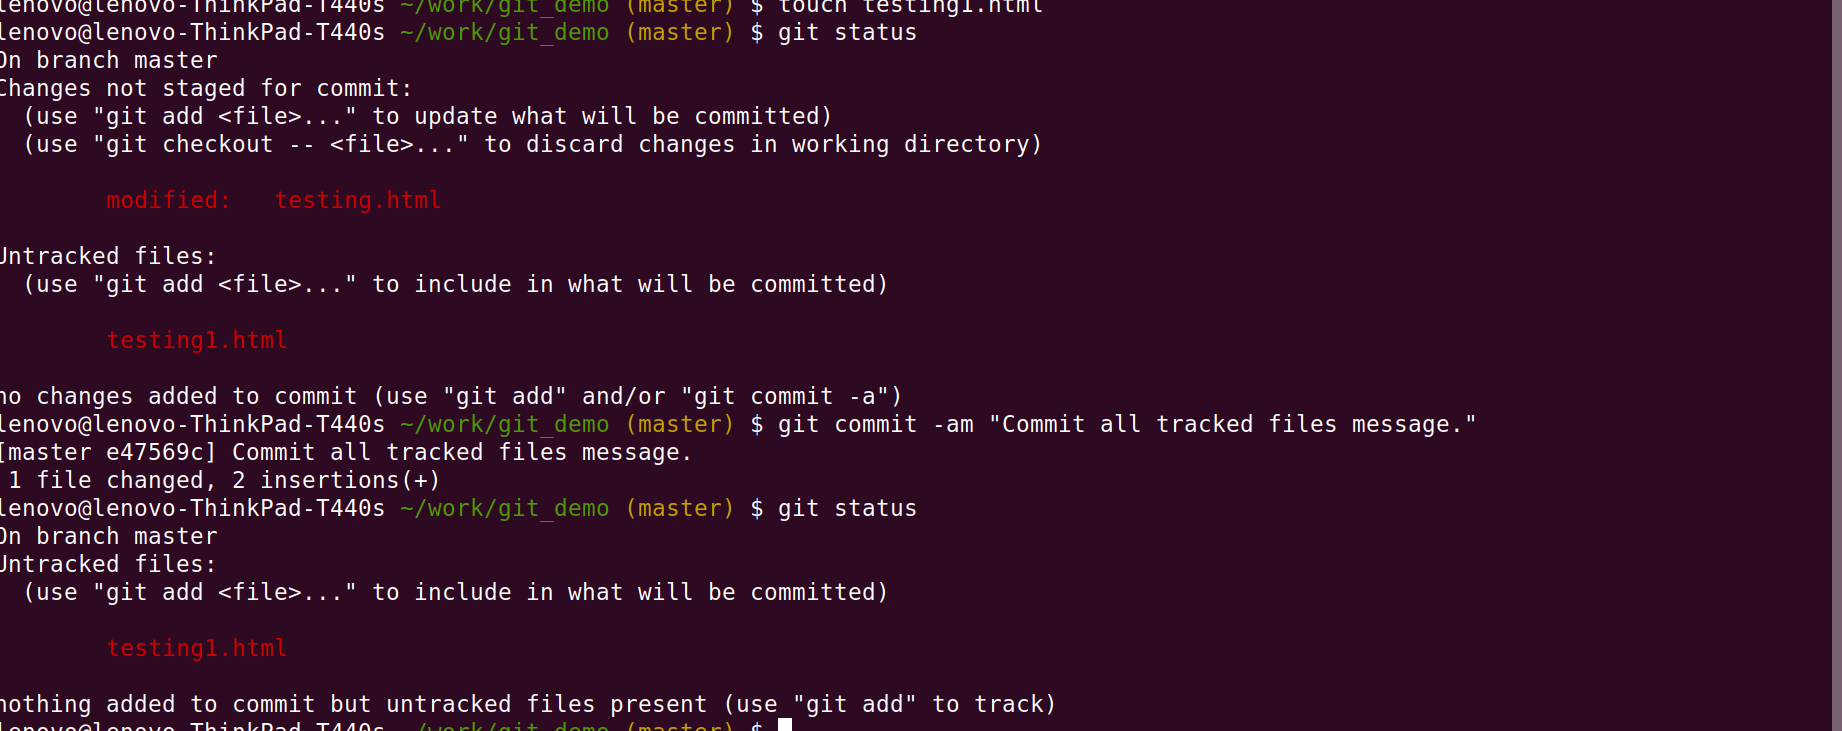 lenovo@lenovo-ThinkPad-T440s ~/work/git_demo (master) $ touch testing1.html
lenovo@lenovo-ThinkPad-T440s ~/work/git_demo (master) $ git status
On branch master
Changes not staged for commit:
  (use "git add <file>..." to update what will be committed)
  (use "git checkout -- <file>..." to discard changes in working directory)
        modified:   testing.html
Untracked files:
  (use "git add <file>..." to include in what will be committed)
        testing1.html
no changes added to commit (use "git add" and/or "git commit -a")
lenovo@lenovo-ThinkPad-T440s ~/work/git_demo (master) $ git commit -am "Commit all tracked files message."
[master e47569c] Commit all tracked files message.
 1 file changed, 2 insertions(+)
lenovo@lenovo-ThinkPad-T440s ~/work/git_demo (master) $ git status
On branch master
Untracked files:
  (use "git add <file>..." to include in what will be committed)
        testing1.html
nothing added to commit but untracked files present (use "git add" to track)
lenovo@lenovo-ThinkPad-T440s ~/work/git_demo (master) $